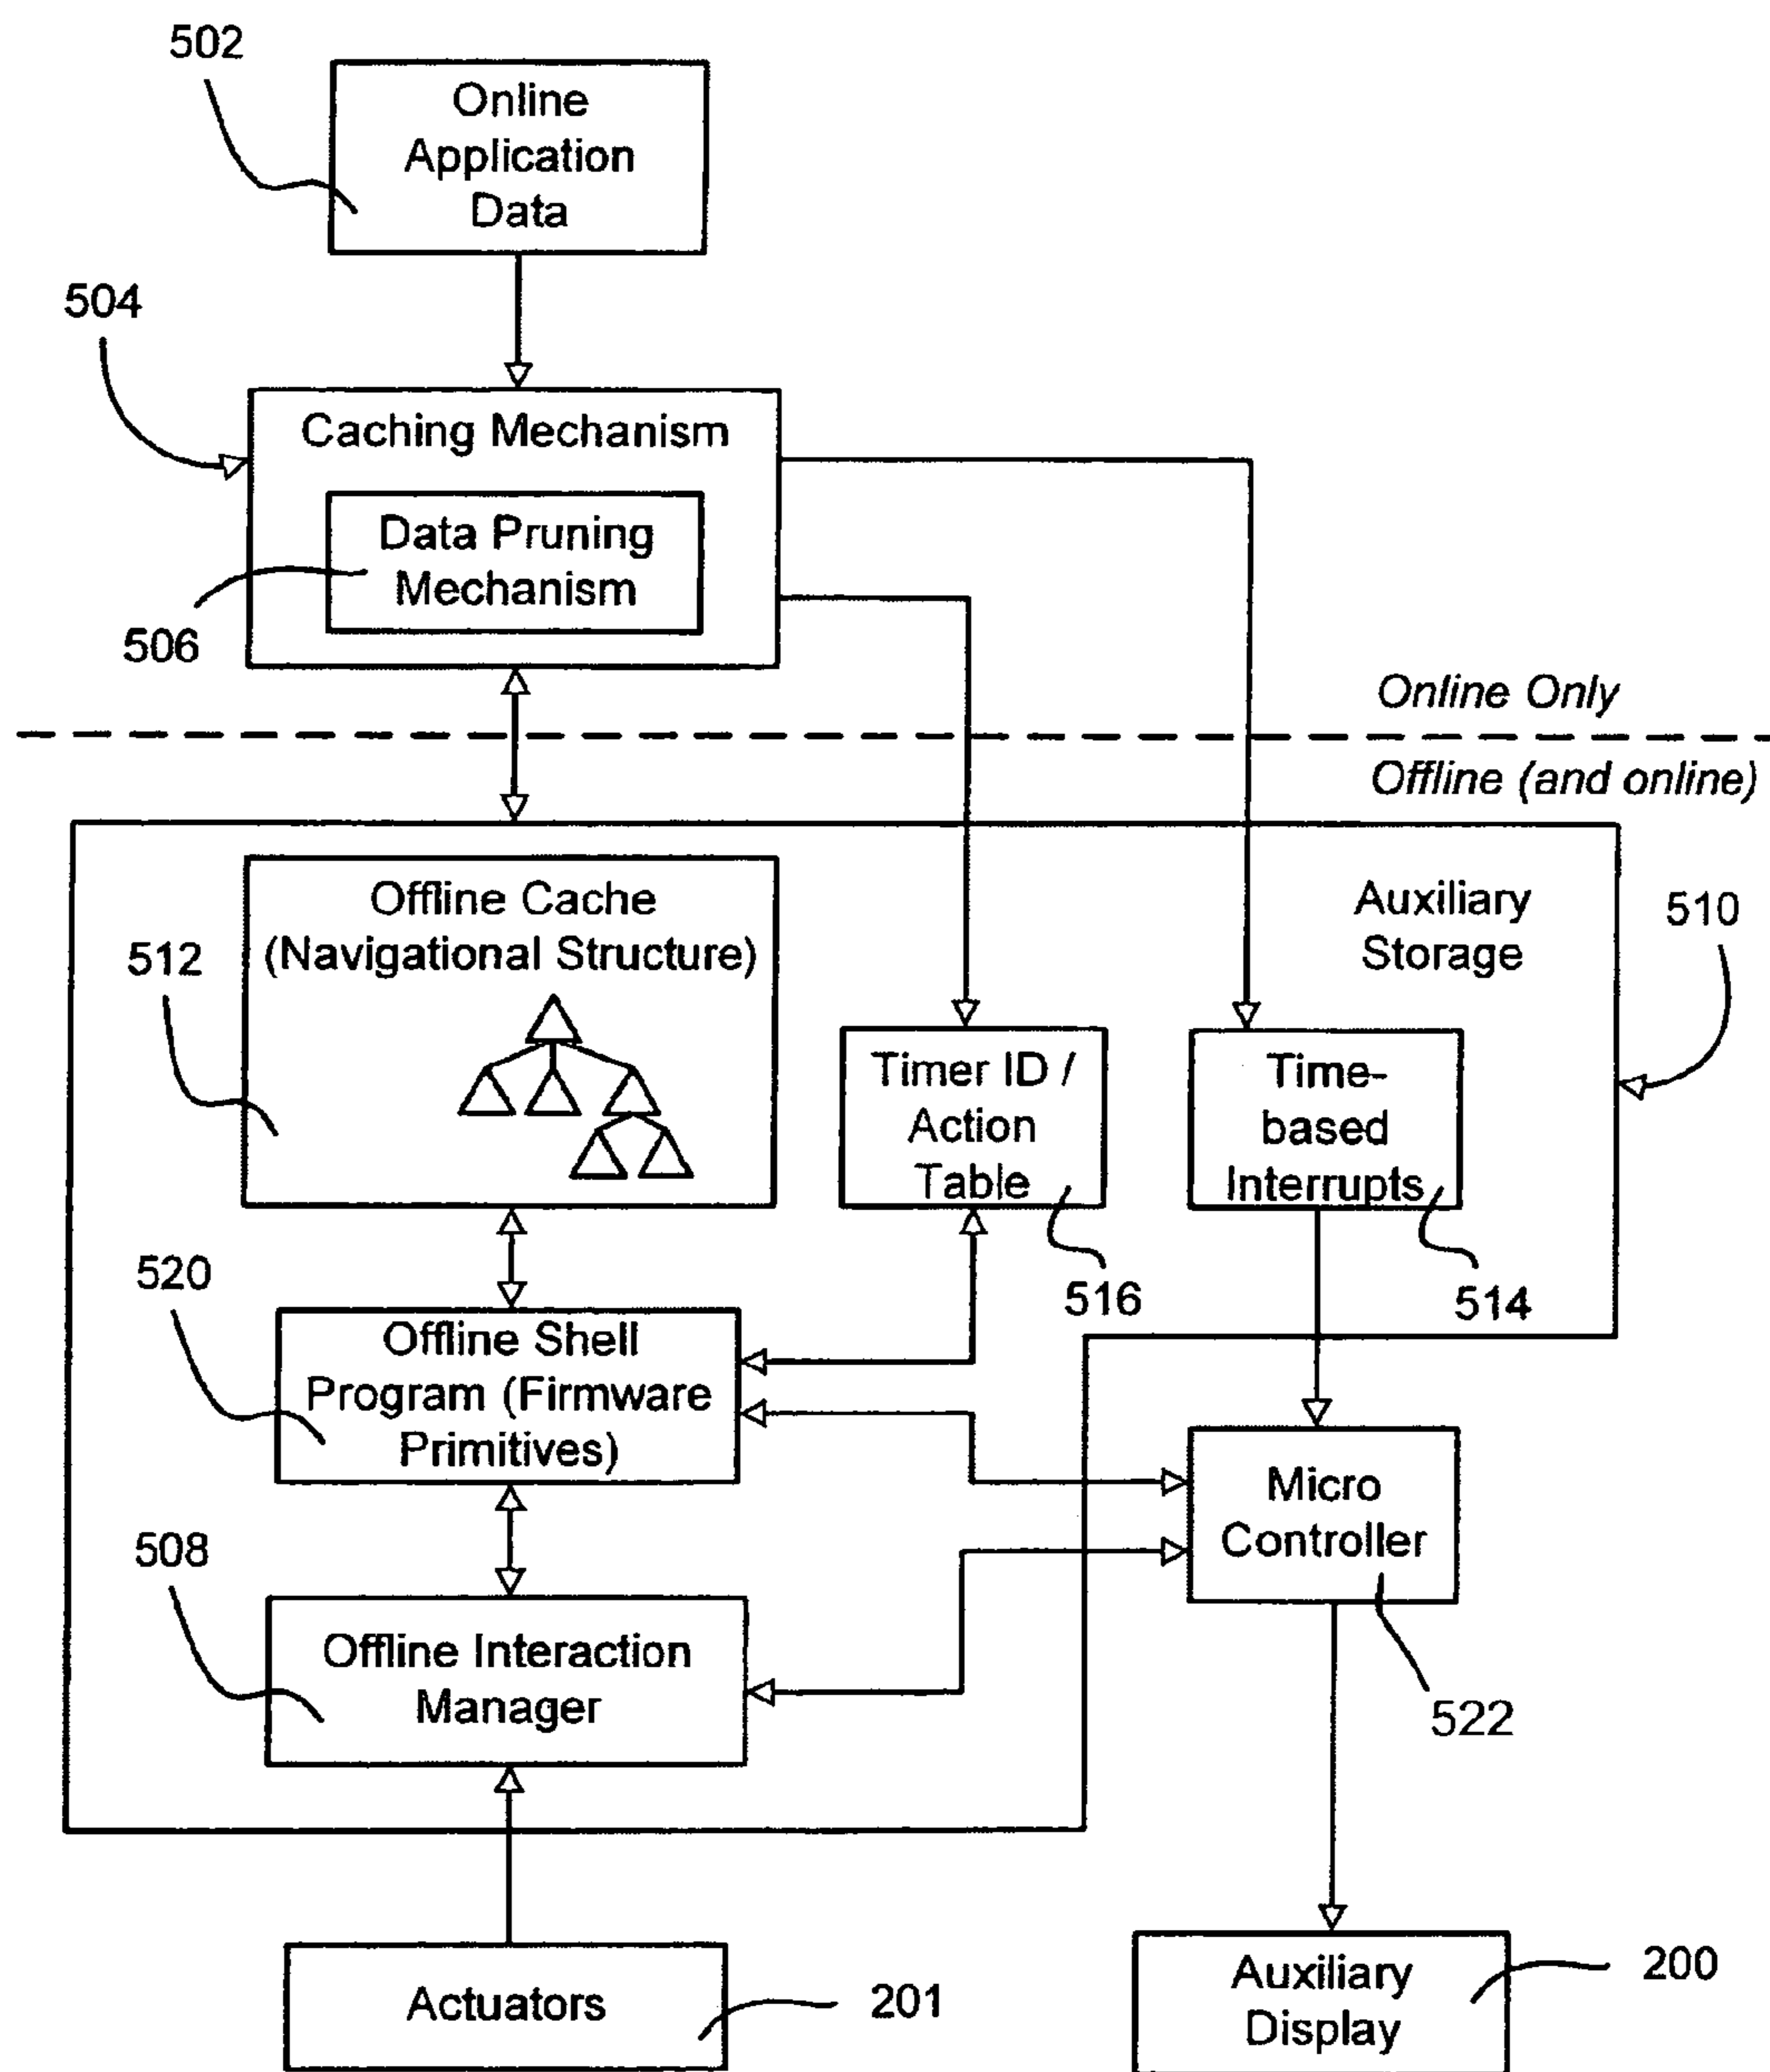 502
Online
Application
Data
504
Caching Mechanism
Data Pruning
Mechanism
506
Online Only
Offline (and online)
Offline Cache
(Navigational Structure)
512
Auxiliary
Storage
510
Timer ID /
Action
Table
Time-
based
Interrupts
516
514
520
Offline Shell
Program (Firmware
Primitives)
Micro
Controller
522
508
Offline Interaction
Manager
Actuators
201
Auxiliary
Display
200